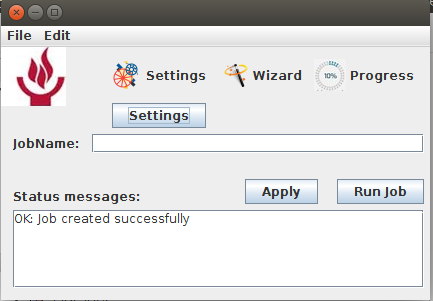 File Edit
Settings Wizard 10% Progress
Settings
JobName:
Status messages: Apply Run Job
OK: Job created successfully